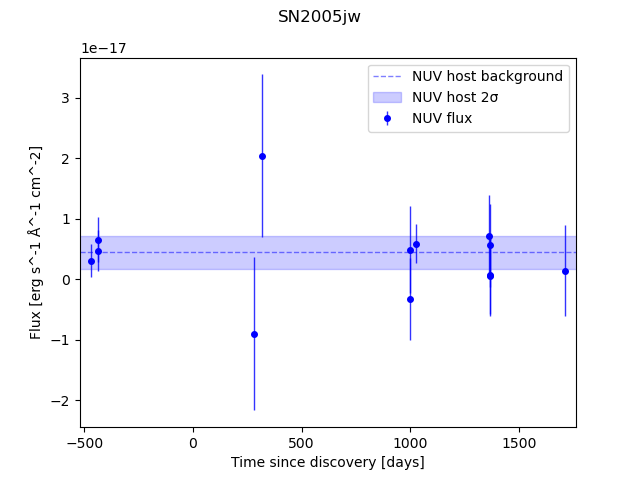 SN2005jw
1e−17
NUV host background
NUV host 2σ
NUV flux
3
2
1
0
−1
−2
Flux [erg s^-1 Å^-1 cm^-2]
−500
0
500
1000
1500
Time since discovery [days]